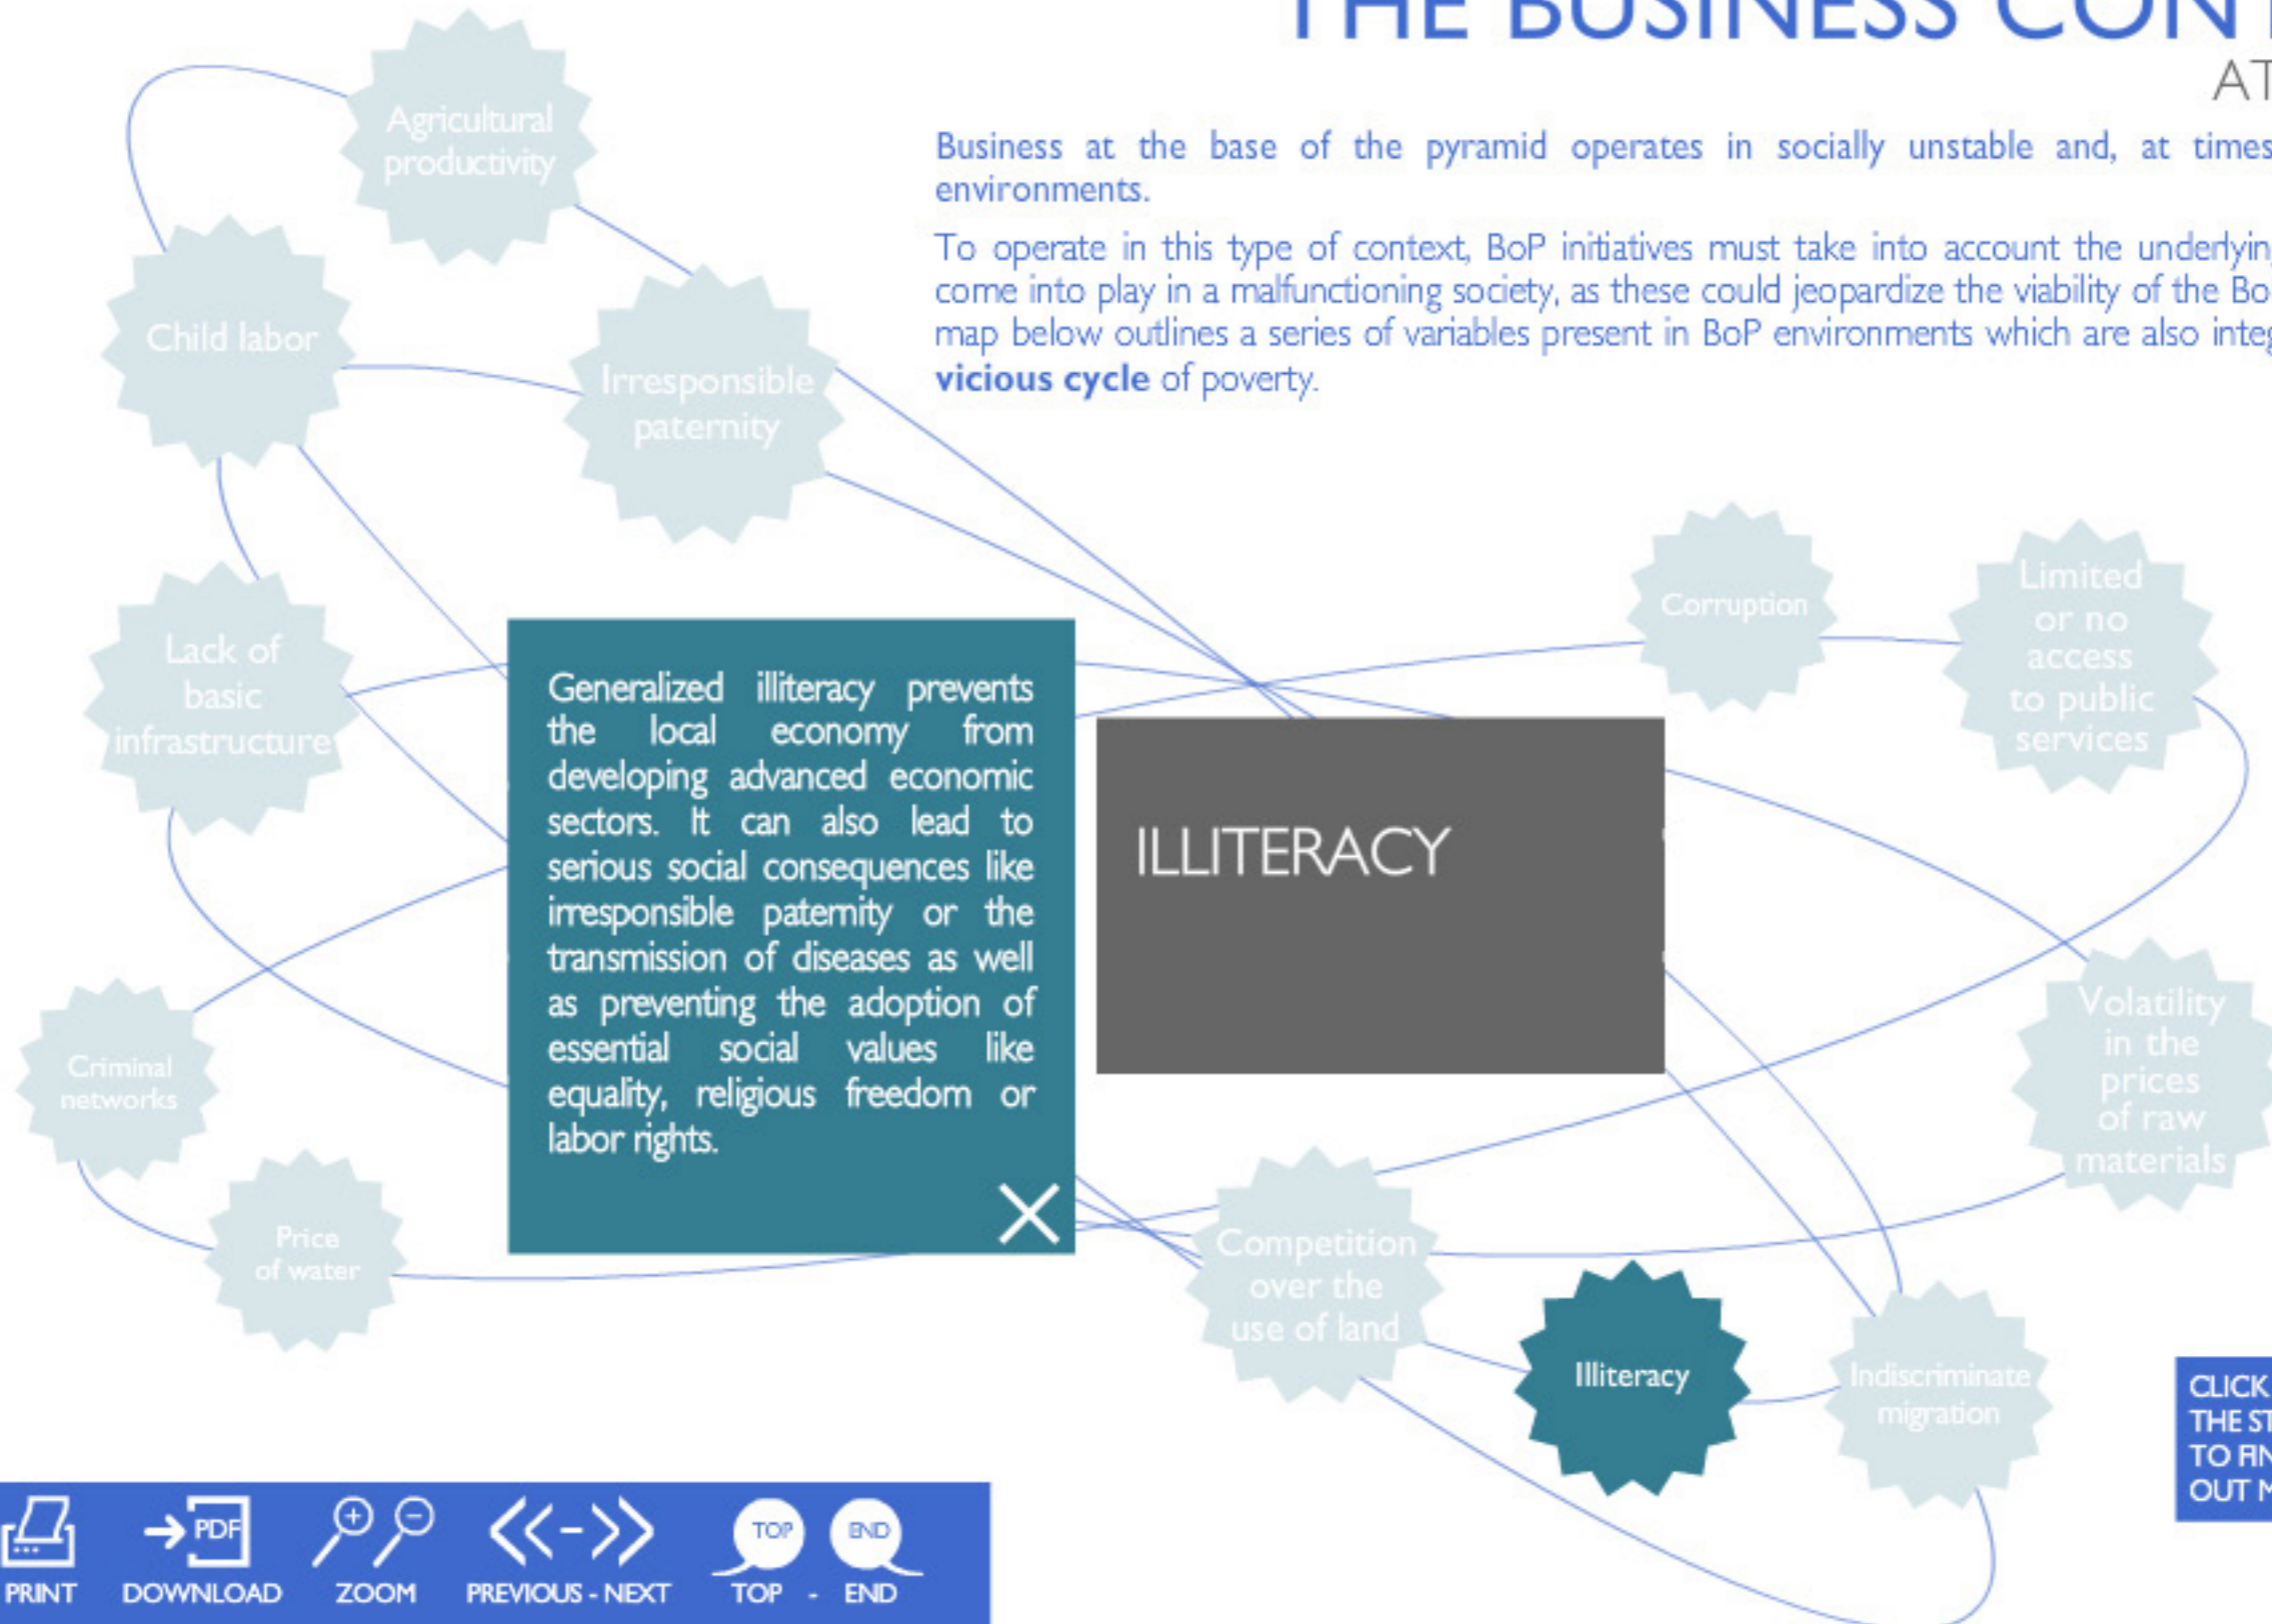 THE BUSINESS CONT
AT
Business at the base of the pyramid operates in socially unstable and, at times
environments.
To operate in this type of context, BoP initiatives must take into account the underlying
come into play in a malfunctioning society, as these could jeopardize the viability of the Bo
map below outlines a series of variables present in BoP environments which are also integ
vicious cycle of poverty.
Agricultural
productivity
Child labor
Irresponsible
paternity
Corruption
Limited
or no
access
to public
services
Lack of
basic
infrastructure
Generalized illiteracy prevents
the local economy from
developing advanced economic
sectors. It can also lead to
serious social consequences like
irresponsible paternity or the
transmission of diseases as well
as preventing the adoption of
essential social values like
equality, religious freedom or
labor rights.
ILLITERACY
Volatility
in the
prices
of raw
materials
Criminal
networks
Price
of water
Competition
over the
use of land
Illiteracy
Indiscriminate
migration
CLICK
THE ST
TO FIN
OUT M
PDF
TOP
END
PRINT
DOWNLOAD
ZOOM
PREVIOUS - NEXT
TOP - END